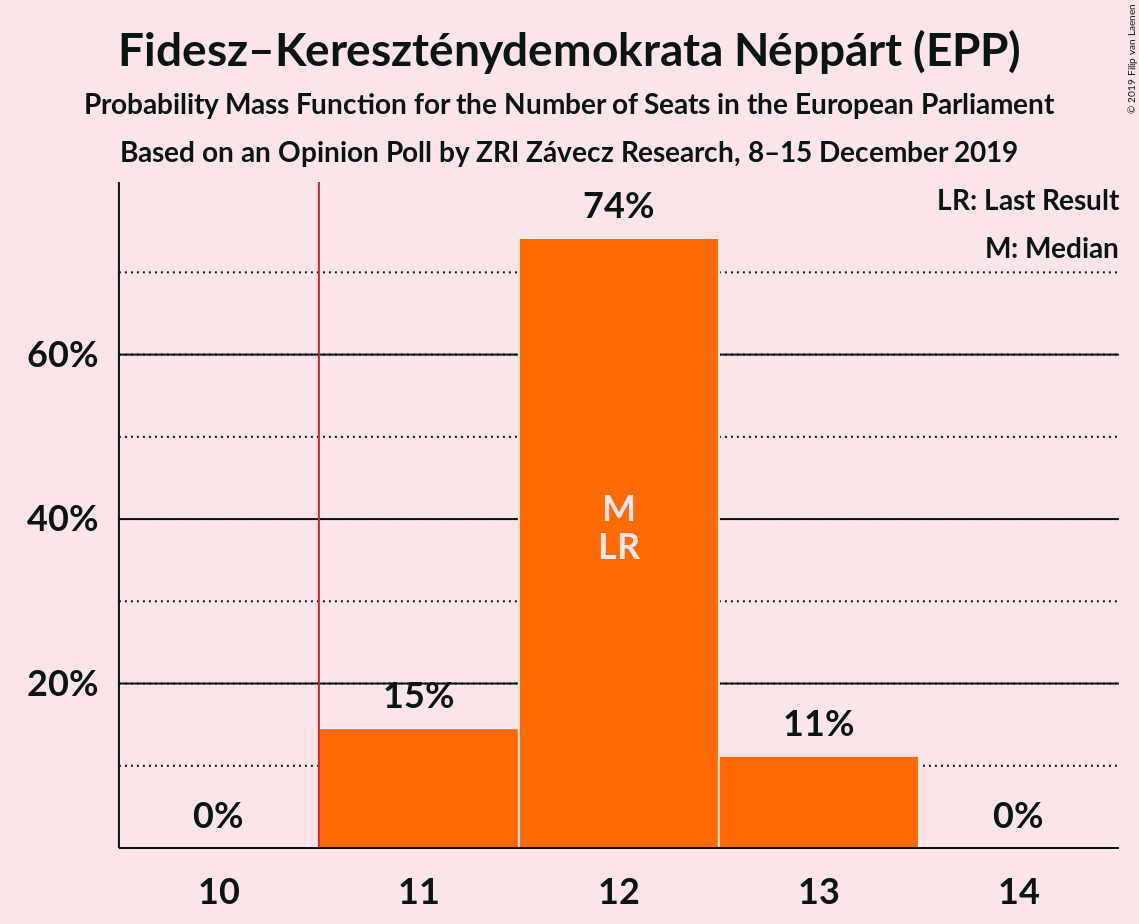 Fidesz–Kereszténydemokrata Néppárt (EPP)
Probability Mass Function for the Number of Seats in the European Parliament
Based on an Opinion Poll by ZRI Závecz Research, 8–15 December 2019
© 2019 Filip van Laenen
LR: Last Result
M: Median
74%
60%
40%
20%
M
LR
15%
11%
0%
0%
10
11
12
13
14